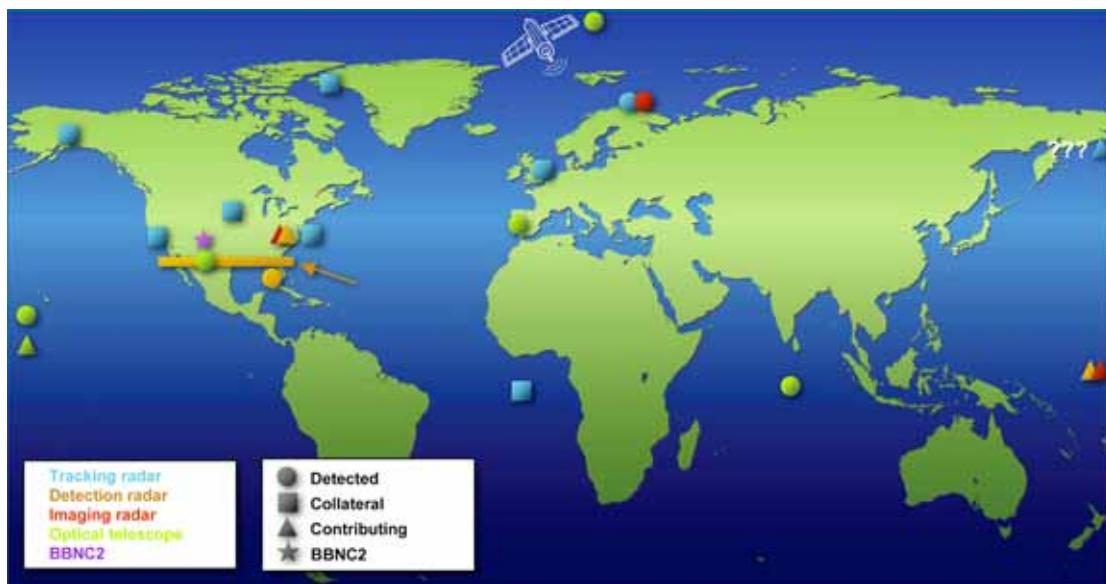 ???
Tracking radar
Detection radar
Imaging radar
Optical telescope
BBNC2
Detected
Collateral
Contributing
BBNC2